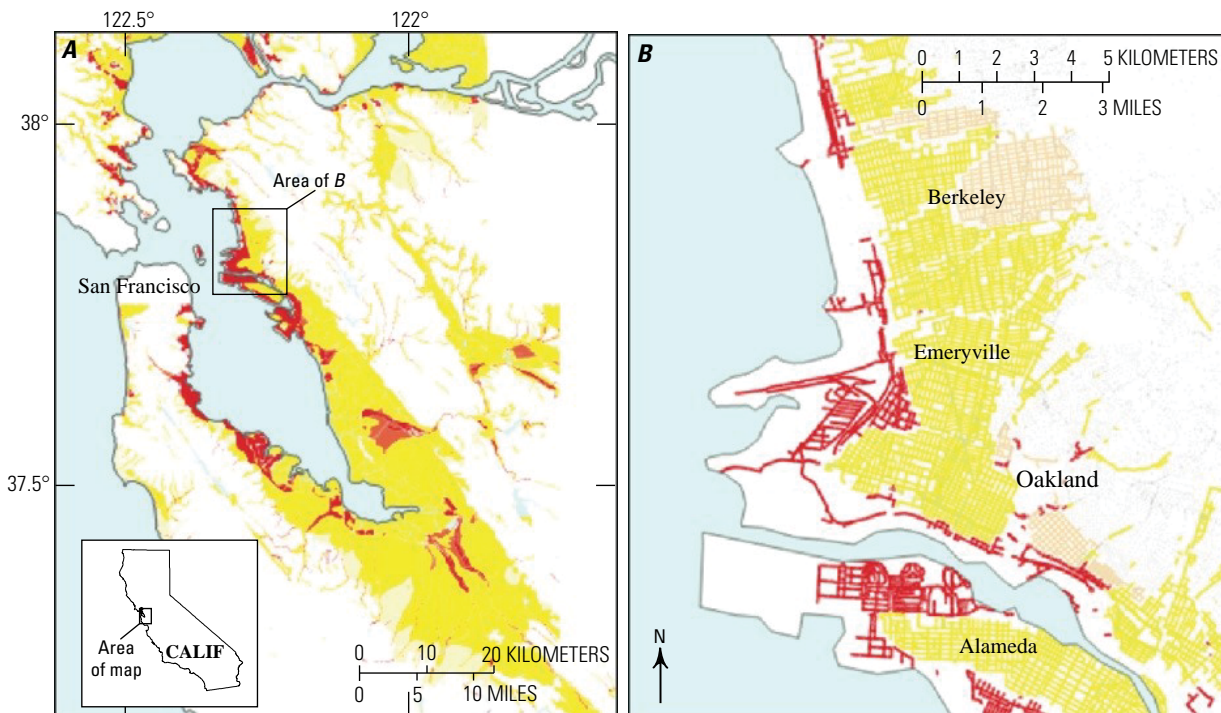 122.5°
122°
A
38°
Area of B
San Francisco
37.5°
Area
of map
CALIF
0 10 20 KILOMETERS
0 5 10 MILES
B
0 1 2 3 4 5 KILOMETERS
0 1 2 3 MILES
Berkeley
Emeryville
Oakland
N
Alameda